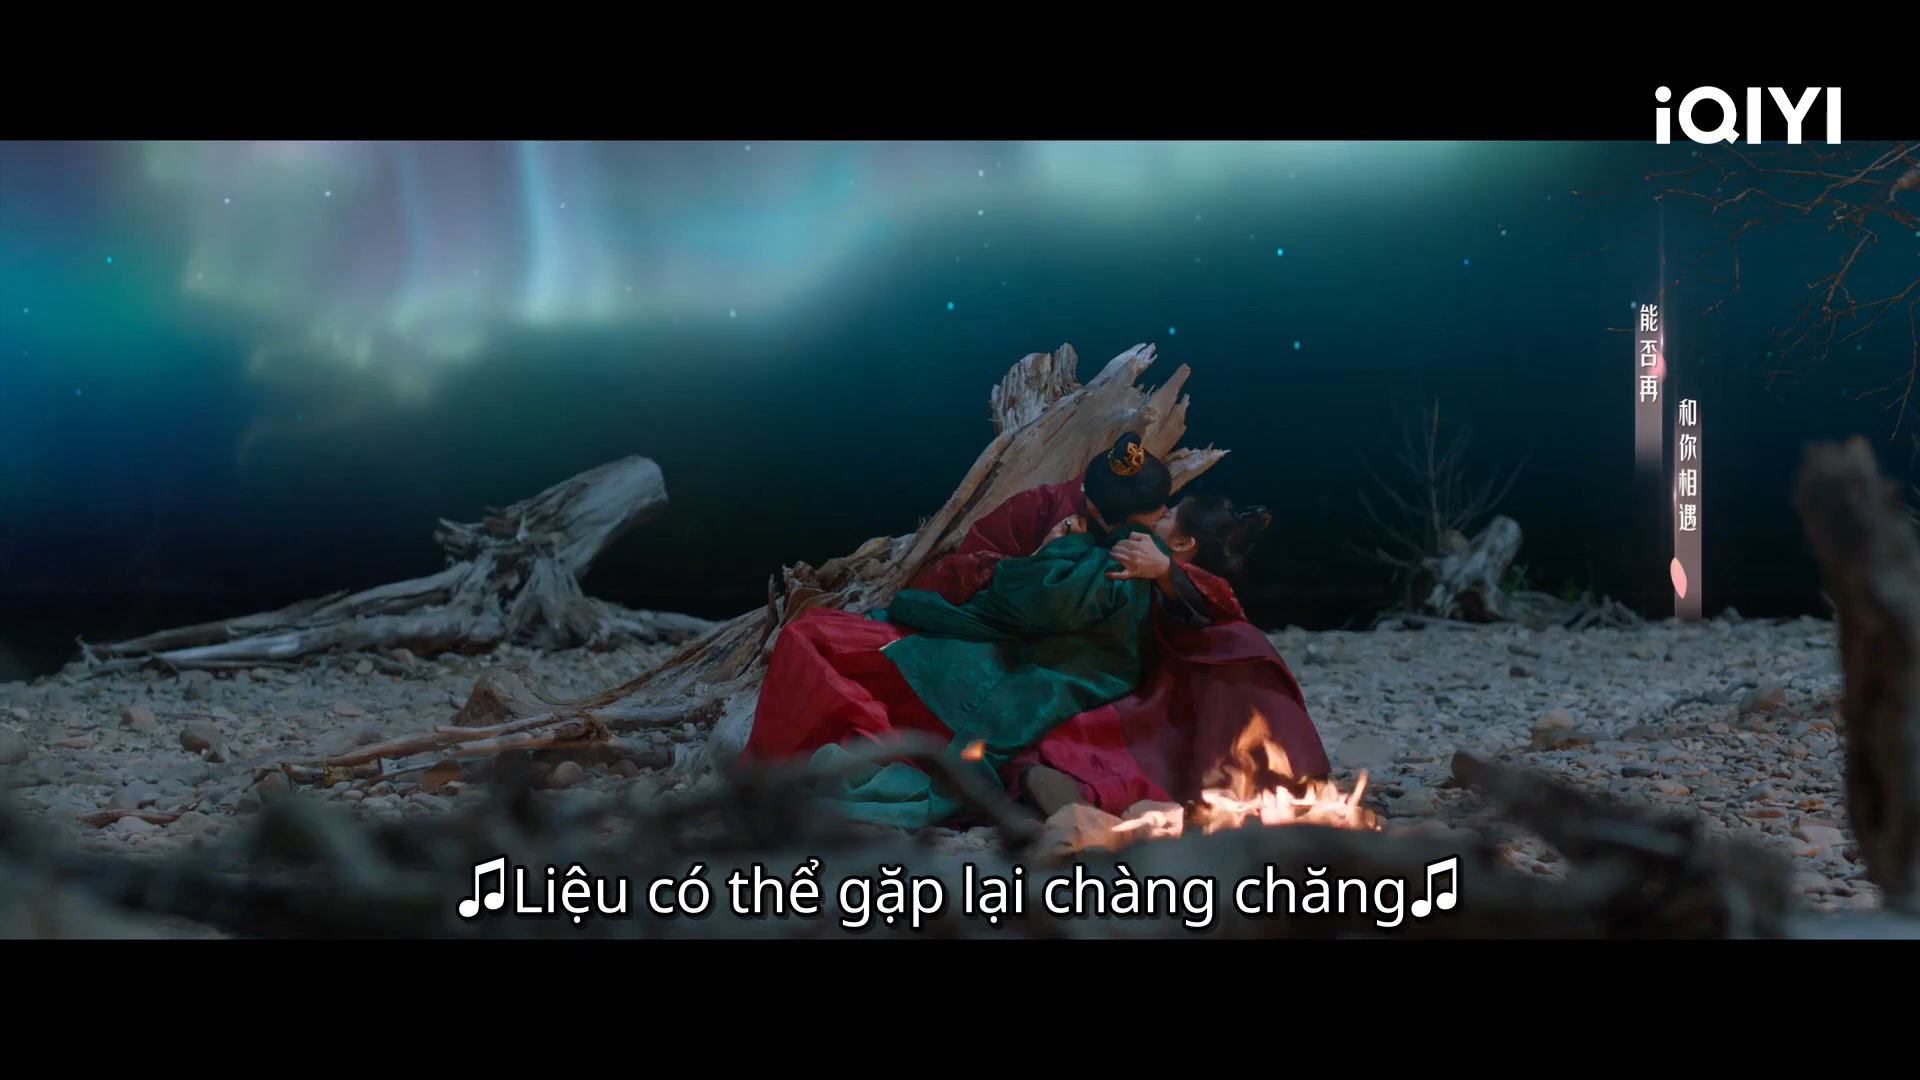 iQIYI
能否再
和你相遇
♫Liệu có thể gặp lại chàng chăng♫